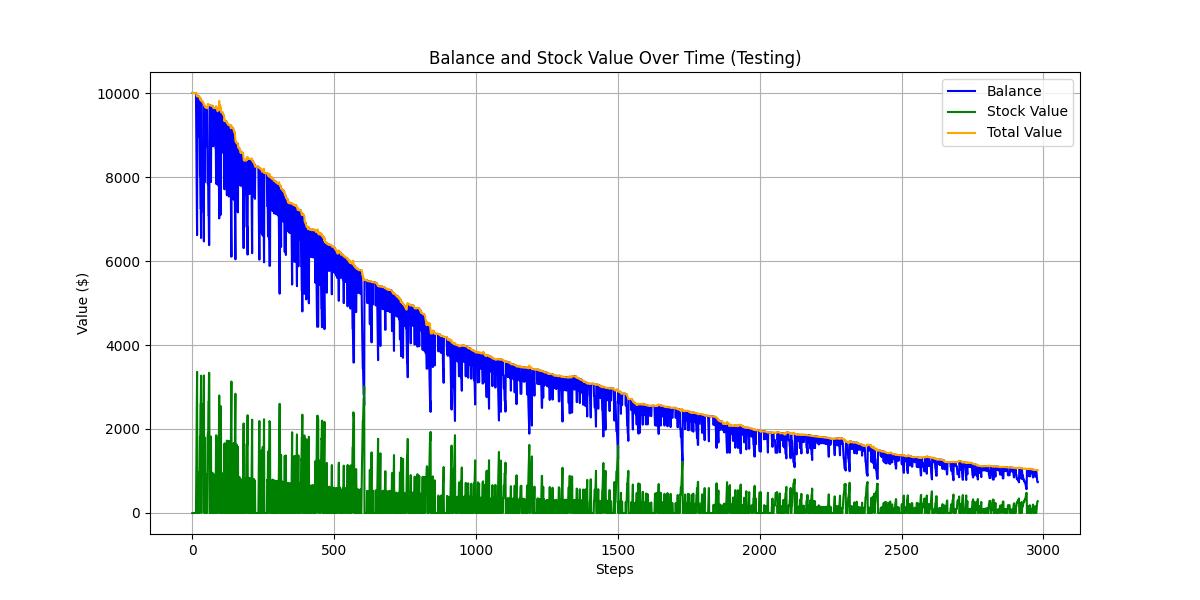 Balance and Stock Value Over Time (Testing)
Balance
Stock Value
Total Value
Value ($)
10000
8000
6000
4000
2000
0
0 500 1000 1500 2000 2500 3000
Steps